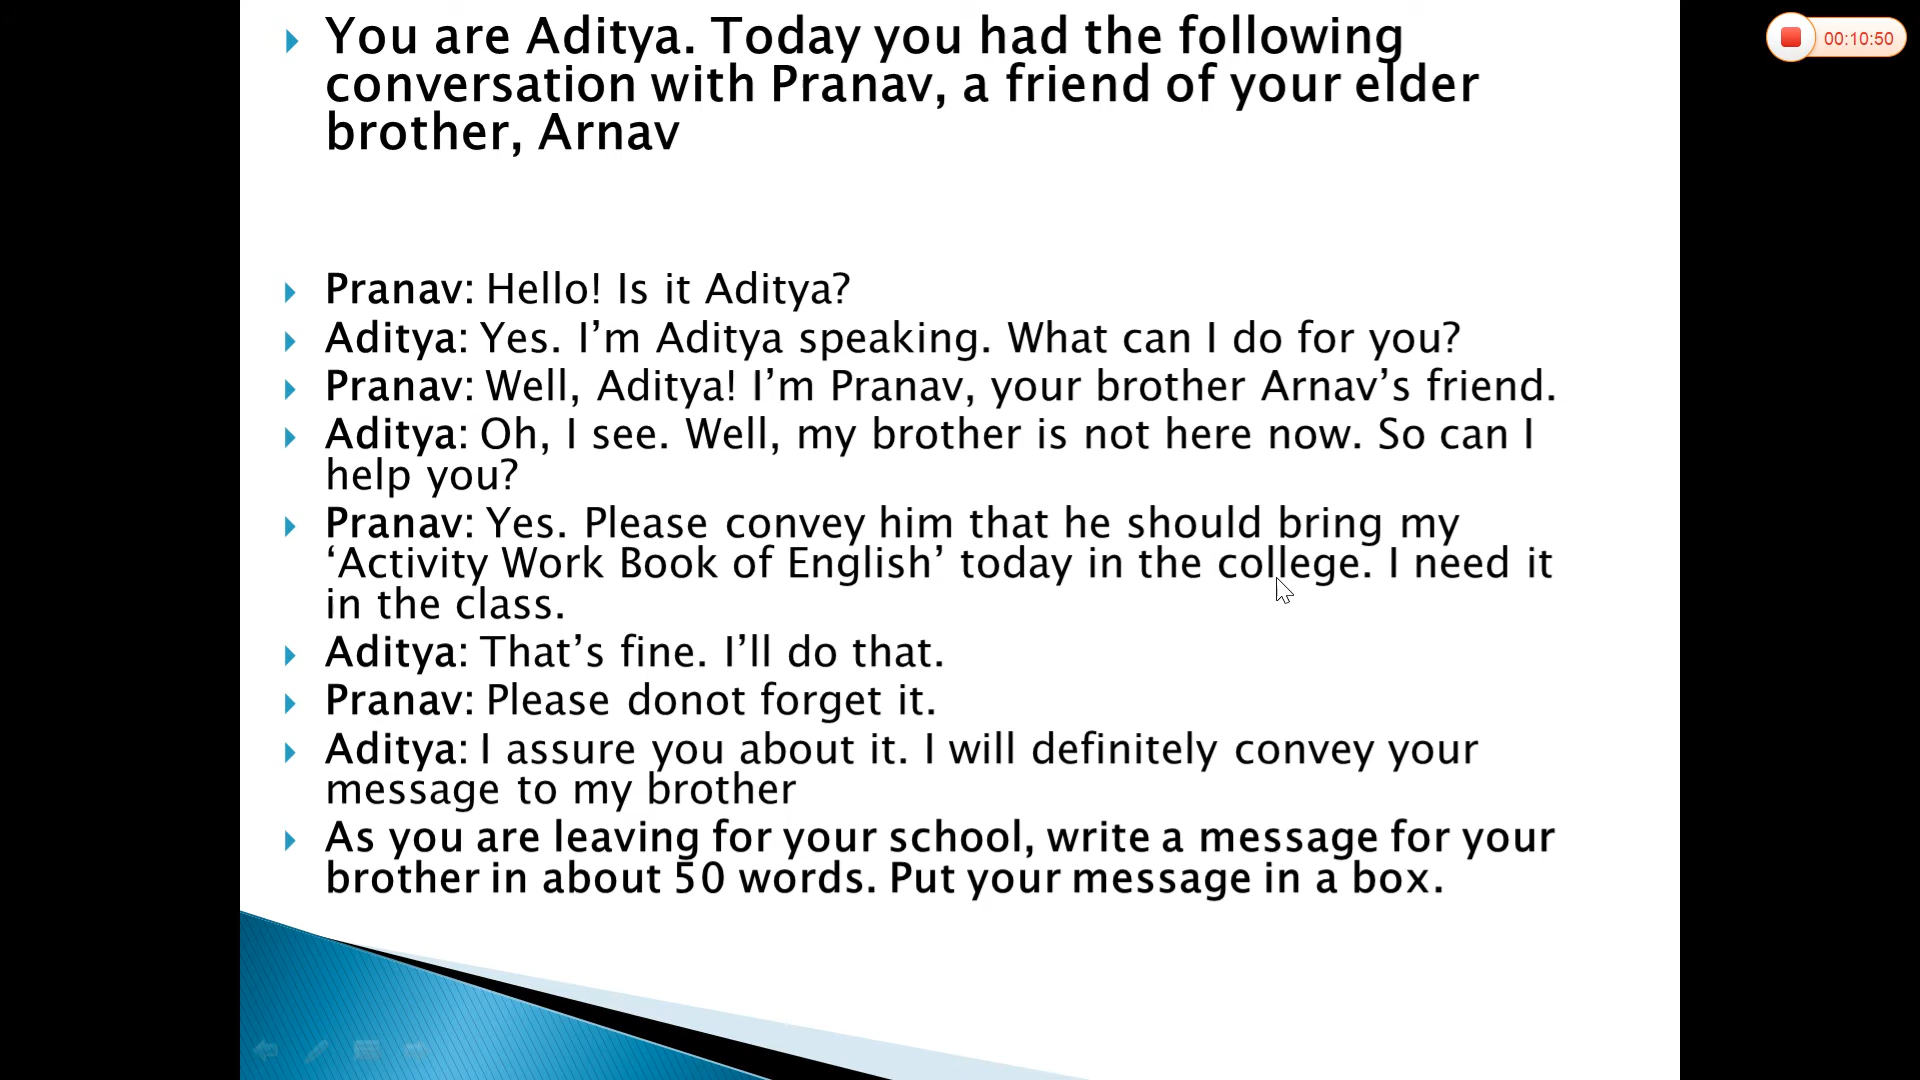 You are Aditya. Today you had the following
conversation with Pranav, a friend of your elder
brother, Arnav
Pranav: Hello! Is it Aditya?
Aditya: Yes. I’m Aditya speaking. What can I do for you?
Pranav: Well, Aditya! I’m Pranav, your brother Arnav’s friend.
Aditya: Oh, I see. Well, my brother is not here now. So can I
help you?
Pranav: Yes. Please convey him that he should bring my
‘Activity Work Book of English’ today in the college. I need it
in the class.
Aditya: That’s fine. I’ll do that.
Pranav: Please donot forget it.
Aditya: I assure you about it. I will definitely convey your
message to my brother
As you are leaving for your school, write a message for your
brother in about 50 words. Put your message in a box.
00:10:50